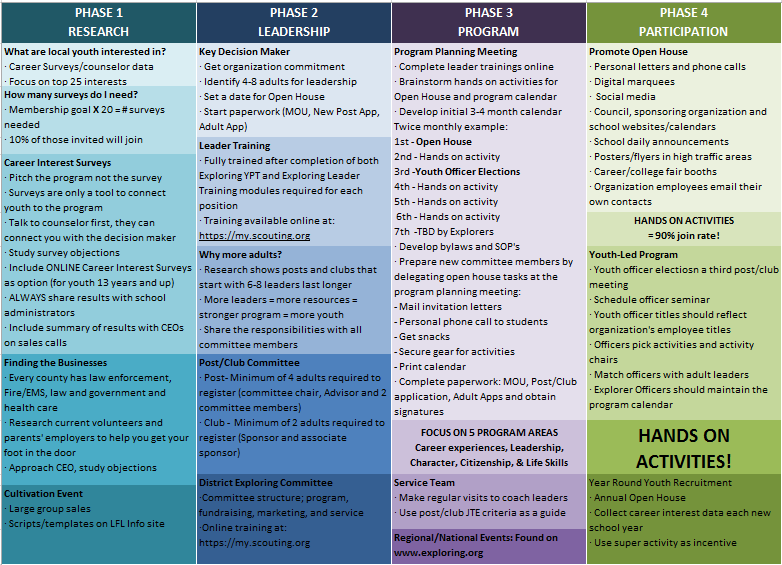 PHASE 1
RESEARCH
What are local youth interested in?
· Career Surveys/counselor data
· Focus on top 25 interests
How many surveys do I need?
· Membership goal X 20 = # surveys
needed
· 10% of those invited will join
Career Interest Surveys
· Pitch the program not the survey
· Surveys are only a tool to connect
youth to the program
· Talk to counselor first, they can
connect you with the decision maker
· Study survey objections
· Include ONLINE Career Interest Surveys
as option (for youth 13 years and up)
· ALWAYS share results with school
administrators
· Include summary of results with CEOs
on sales calls
Finding the Businesses
· Every county has law enforcement,
Fire/EMS, law and government and
health care
· Research current volunteers and
parents' employers to help you get your
foot in the door
· Approach CEO, study objections
Cultivation Event
· Large group sales
· Scripts/templates on LFL Info site
PHASE 2
LEADERSHIP
Key Decision Maker
· Get organization commitment
· Identify 4-8 adults for leadership
· Set a date for Open House
· Start paperwork (MOU, New Post App,
Adult App)
Leader Training
· Fully trained after completion of both
Exploring YPT and Exploring Leader
Training modules required for each
position
· Training available online at:
https://my.scouting.org
Why more adults?
· Research shows posts and clubs that
start with 6-8 leaders last longer
· More leaders = more resources =
stronger program = more youth
· Share the responsibilities with all
committee members
Post/Club Committee
· Post- Minimum of 4 adults required to
register (committee chair, Advisor and 2
committee members)
· Club - Minimum of 2 adults required to
register (Sponsor and associate
sponsor)
District Exploring Committee
·Committee structure; program,
fundraising, marketing, and service
·Online training at:
https://my.scouting.org
PHASE 3
PROGRAM
Program Planning Meeting
· Complete leader trainings online
· Brainstorm hands on activities for
Open House and program calendar
· Develop initial 3-4 month calendar
Twice monthly example:
1st - Open House
2nd - Hands on activity
3rd -Youth Officer Elections
4th - Hands on activity
5th - Hands on activity
6th - Hands on activity
7th -TBD by Explorers
· Develop bylaws and SOP's
· Prepare new committee members by
delegating open house tasks at the
program planning meeting:
- Mail invitation letters
- Personal phone call to students
- Get snacks
- Secure gear for activities
- Print calendar
· Complete paperwork: MOU, Post/Club
application, Adult Apps and obtain
signatures
FOCUS ON 5 PROGRAM AREAS
Career experiences, Leadership,
Character, Citizenship, & Life Skills
Service Team
· Make regular visits to coach leaders
· Use post/club JTE criteria as a guide
Regional/National Events: Found on
www.exploring.org
PHASE 4
PARTICIPATION
Promote Open House
· Personal letters and phone calls
· Digital marquees
· Social media
· Council, sponsoring organization and
school websites/calendars
· School daily announcements
· Posters/flyers in high traffic areas
· Career/college fair booths
· Organization employees email their
own contacts
HANDS ON ACTIVITIES
= 90% join rate!
Youth-Led Program
· Youth officer electiosn a third post/club
meeting
· Schedule officer seminar
· Youth officer titles should reflect
organization's employee titles
· Officers pick activities and activity
chairs
· Match officers with adult leaders
· Explorer Officers should maintain the
program calendar
HANDS ON
ACTIVITIES!
Year Round Youth Recruitment
· Annual Open House
· Collect career interest data each new
school year
· Use super activity as incentive